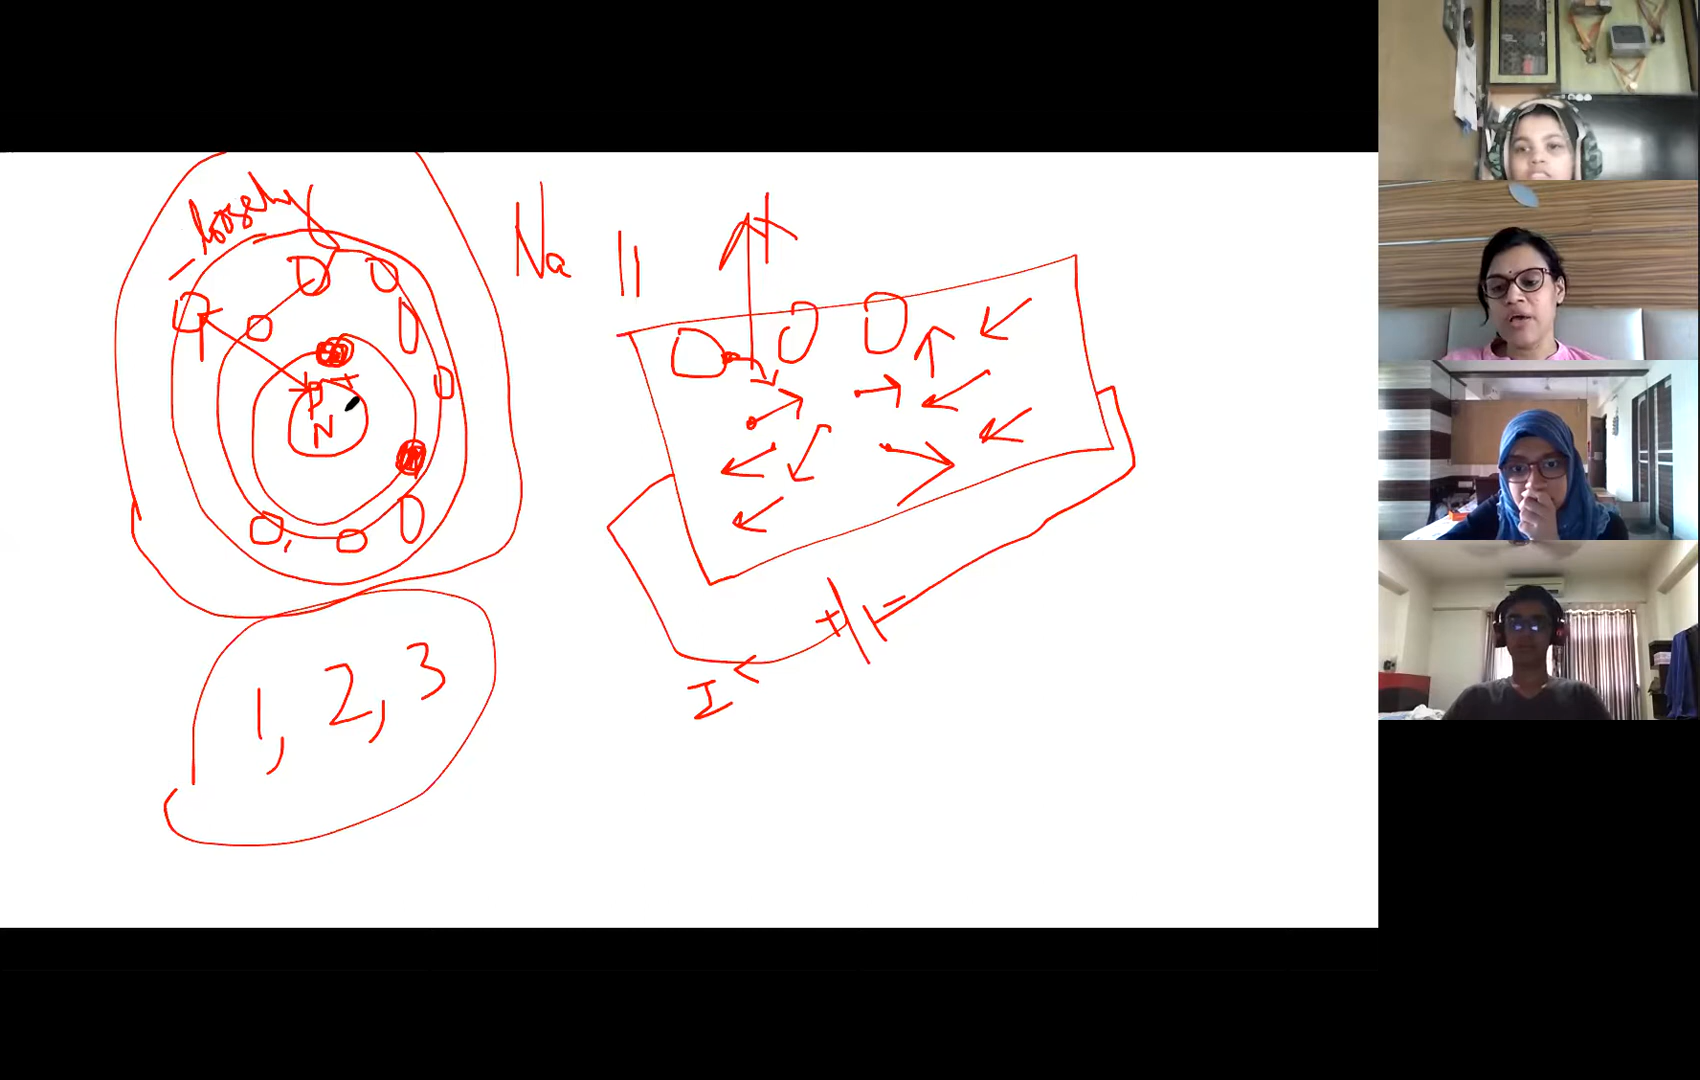 loosely
Na 11
P +
N
+ -
I
1, 2, 3